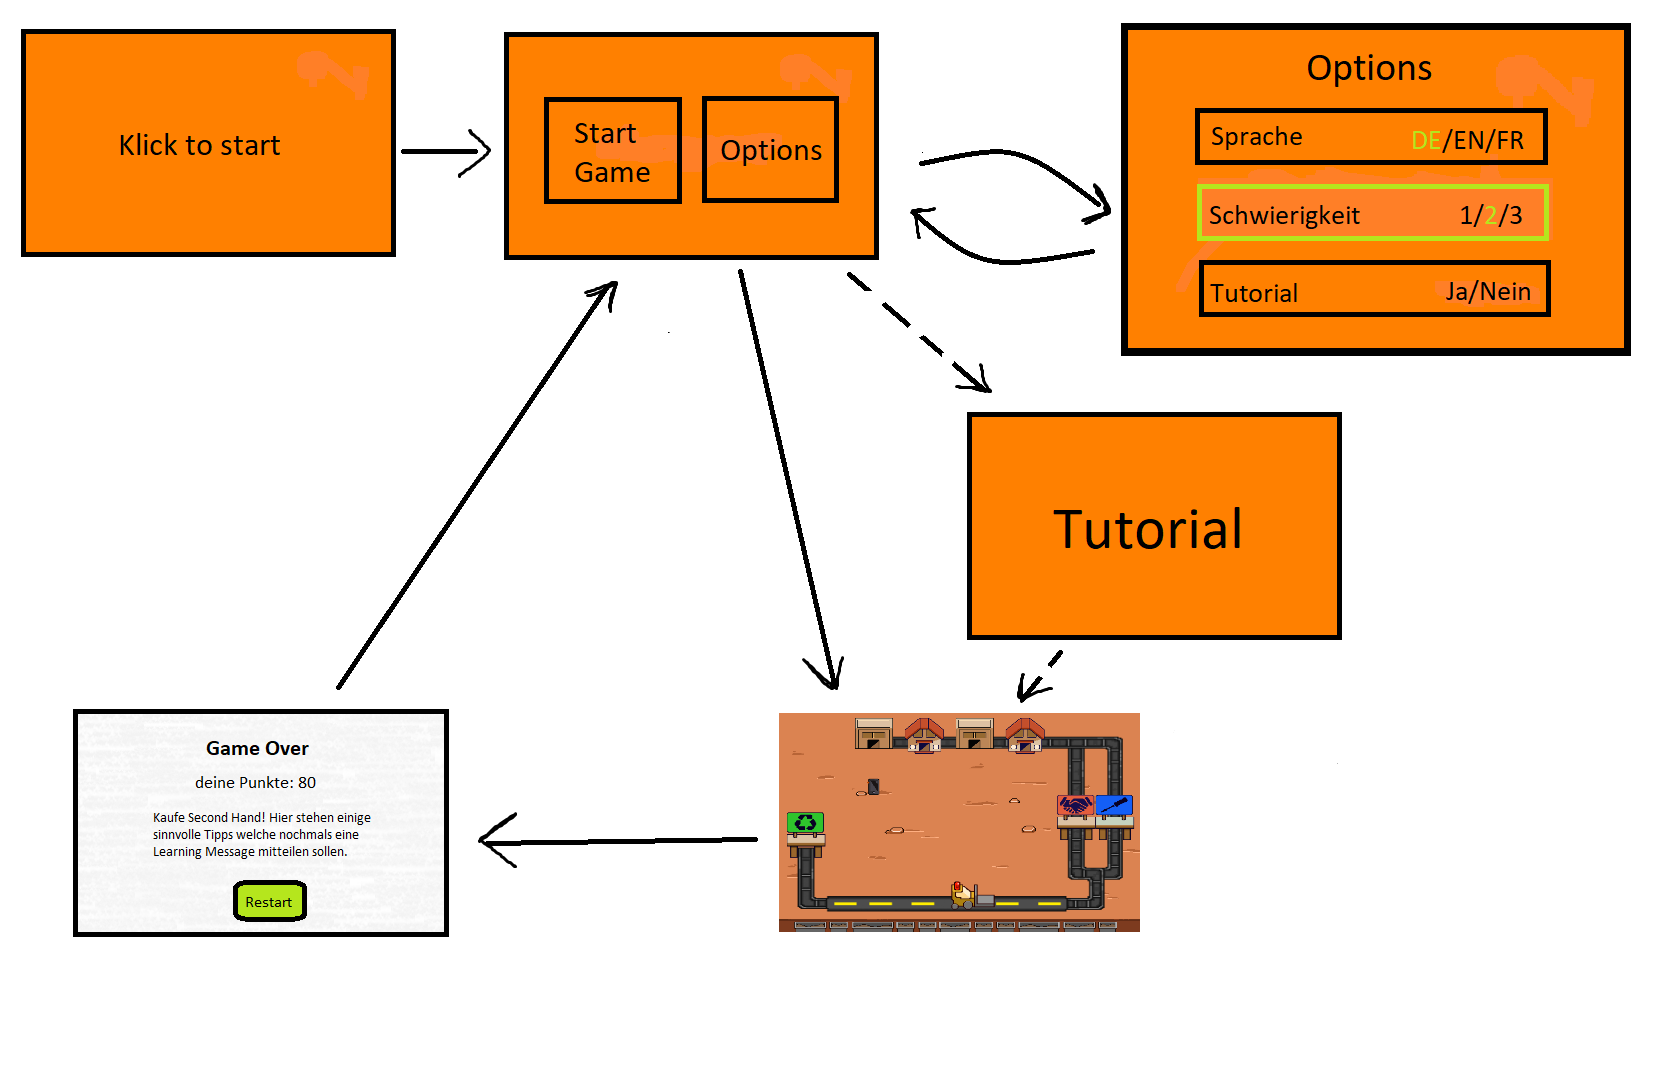 Klick to start
Start
Game
Options
Options
Sprache DE/EN/FR
Schwierigkeit 1/2/3
Tutorial Ja/Nein
Tutorial
Game Over
deine Punkte: 80
Kaufe Second Hand! Hier stehen einige
sinnvolle Tipps welche nochmals eine
Learning Message mitteilen sollen.
Restart